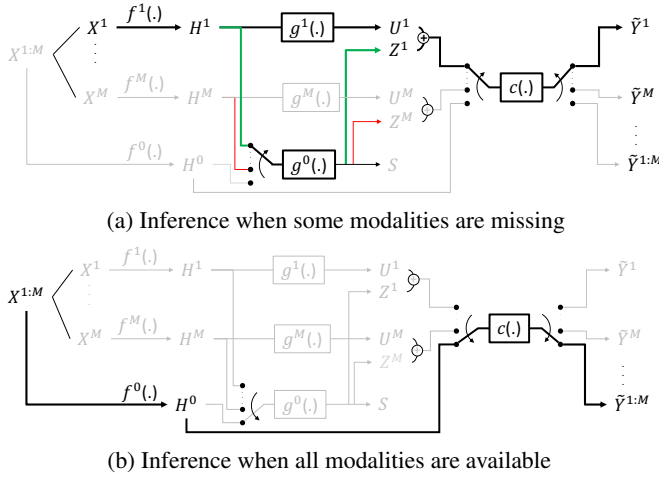 X^1 f^1(.) H^1 g^1(.) U^1 Ỹ^1
Z^1
X^{1:M}
X^M f^M(.) H^M g^M(.) U^M c(.) Ỹ^M
Z^M
f^0(.) H^0 g^0(.) S Ỹ^{1:M}
(a) Inference when some modalities are missing
X^1 f^1(.) H^1 g^1(.) U^1 Ỹ^1
X^{1:M} Z^1
X^M f^M(.) H^M g^M(.) U^M c(.) Ỹ^M
Z^M
f^0(.) H^0 g^0(.) S Ỹ^{1:M}
(b) Inference when all modalities are available